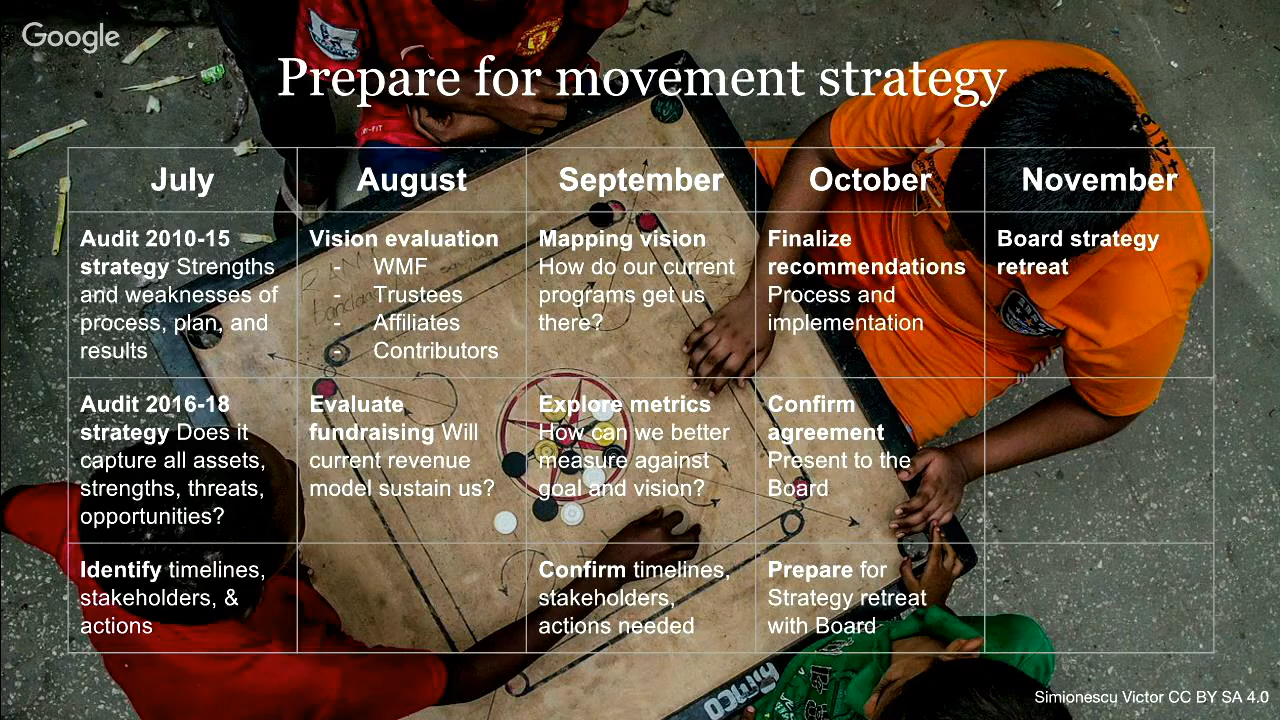 Google
Prepare for movement strategy
July
August
September
October
November
Audit 2010-15
strategy Strengths
and weaknesses of
process, plan, and
results
Vision evaluation
- WMF
- Trustees
- Affiliates
- Contributors
Mapping vision
How do our current
programs get us
there?
Finalize
recommendations
Process and
implementation
Board strategy
retreat
Audit 2016-18
strategy Does it
capture all assets,
strengths, threats,
opportunities?
Evaluate
fundraising Will
current revenue
model sustain us?
Explore metrics
How can we better
measure against
goal and vision?
Confirm
agreement
Present to the
Board
Identify timelines,
stakeholders, &
actions
Confirm timelines,
stakeholders,
actions needed
Prepare for
Strategy retreat
with Board
Simionescu Victor CC BY SA 4.0